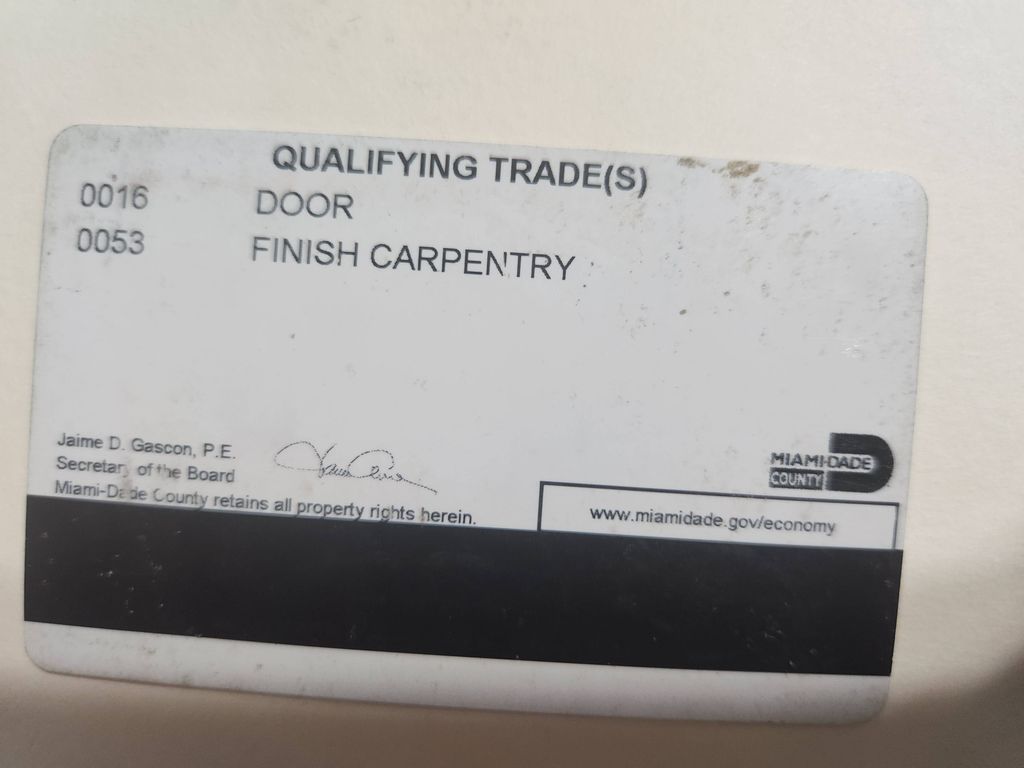 QUALIFYING TRADE(S)
0016 DOOR
0053 FINISH CARPENTRY
Jaime D. Gascon, P.E.
Secretary of the Board
Miami-Dade County retains all property rights herein.
MIAMI-DADE
COUNTY
www.miamidade.gov/economy